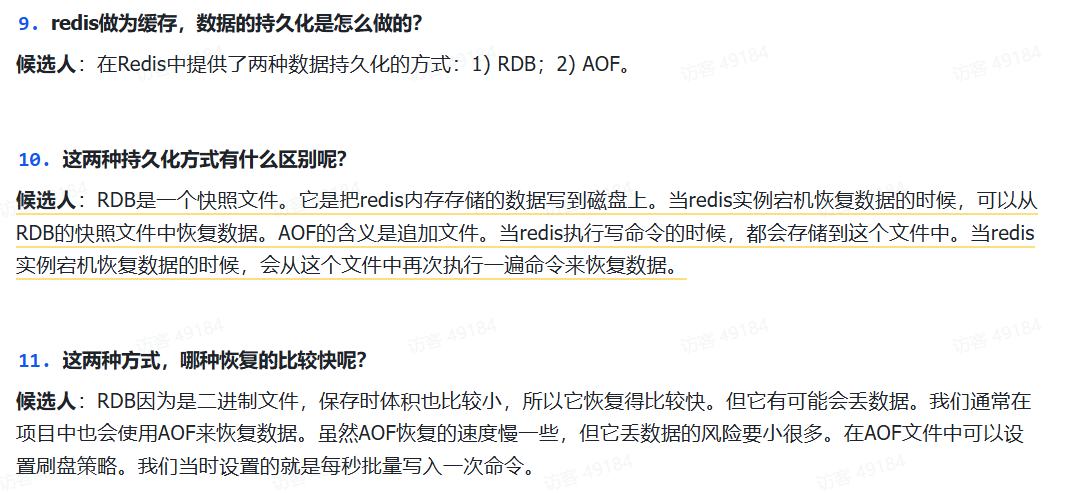 9. redis做为缓存，数据的持久化是怎么做的？
候选人：在Redis中提供了两种数据持久化的方式：1) RDB；2) AOF。
10. 这两种持久化方式有什么区别呢？
候选人：RDB是一个快照文件。它是把redis内存存储的数据写到磁盘上。当redis实例宕机恢复数据的时候，可以从
RDB的快照文件中恢复数据。AOF的含义是追加文件。当redis执行写命令的时候，都会存储到这个文件中。当redis
实例宕机恢复数据的时候，会从这个文件中再次执行一遍命令来恢复数据。
11. 这两种方式，哪种恢复的比较快呢？
候选人：RDB因为是二进制文件，保存时体积也比较小，所以它恢复得比较快。但它有可能会丢数据。我们通常在
项目中也会使用AOF来恢复数据。虽然AOF恢复的速度慢一些，但它丢数据的风险要小很多。在AOF文件中可以设
置刷盘策略。我们当时设置的就是每秒批量写入一次命令。
访客 49184
访客 49184
访客 49184
访客 49184
访客 49184
访客 49184
访客 49184
访客 49184
访客 49184
访客 49184